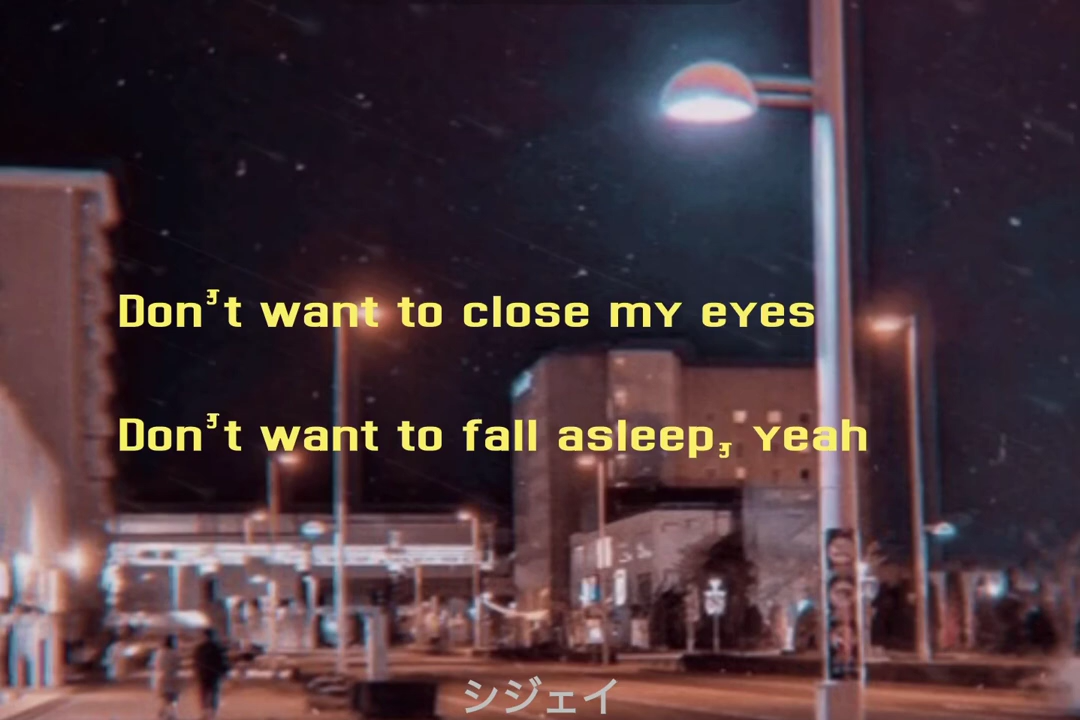 Don't want to close my eyes
Don't want to fall asleep, yeah
シジェイ